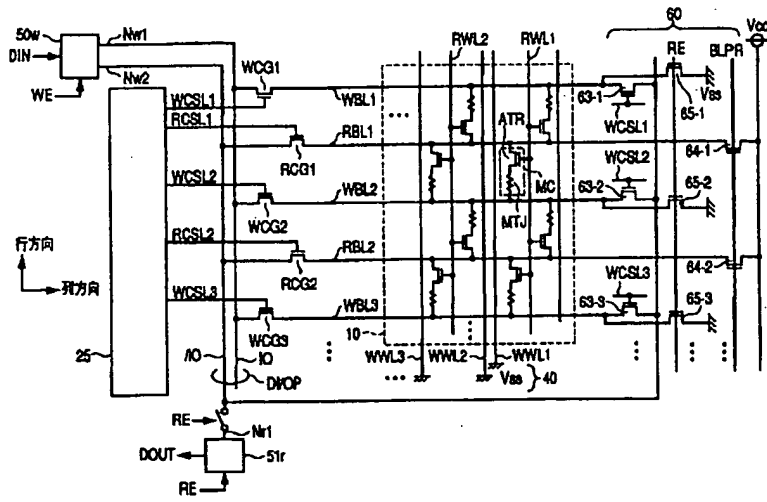 50w
DIN
WE
Nw1
Nw2
WCG1
WCSL1
RCSL1
WBL1
RBL1
RCG1
WCSL2
WBL2
WCG2
RCSL2
RBL2
RCG2
WCSL3
WBL3
WCG3
行方向
列方向
25
/IO
IO
DI/OP
RE
Nr1
DOUT
51r
RE
RWL2
RWL1
ATR
MC
MTJ
10
WWL3
WWL2
WWL1
Vss
40
60
RE
BLPR
Vcc
63-1
Vss
65-1
WCSL1
WCSL2
64-1
63-2
65-2
WCSL3
64-2
63-3
65-3